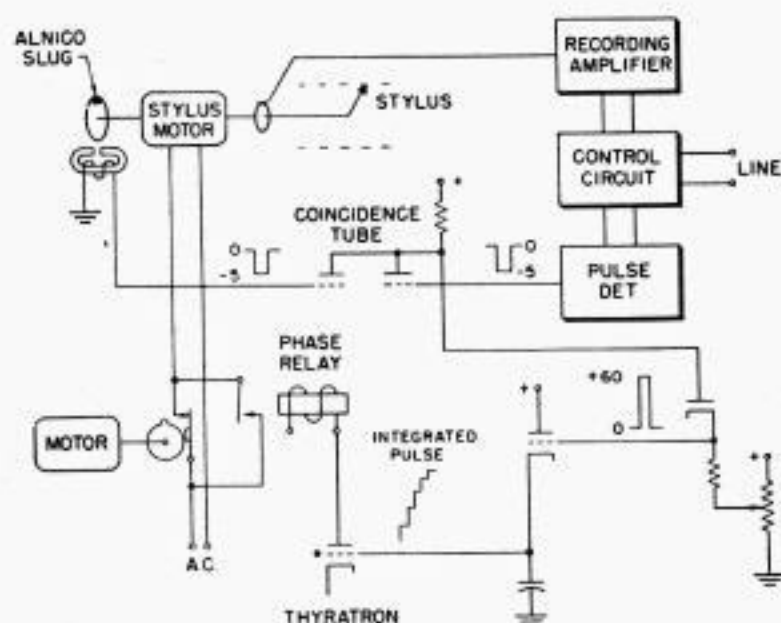 ALNICO
SLUG
STYLUS
MOTOR
STYLUS
RECORDING
AMPLIFIER
CONTROL
CIRCUIT
LINE
COINCIDENCE
TUBE
+
0
-5
0
-5
PULSE
DET
PHASE
RELAY
MOTOR
INTEGRATED
PULSE
+
+60
0
+
A.C.
THYRATRON